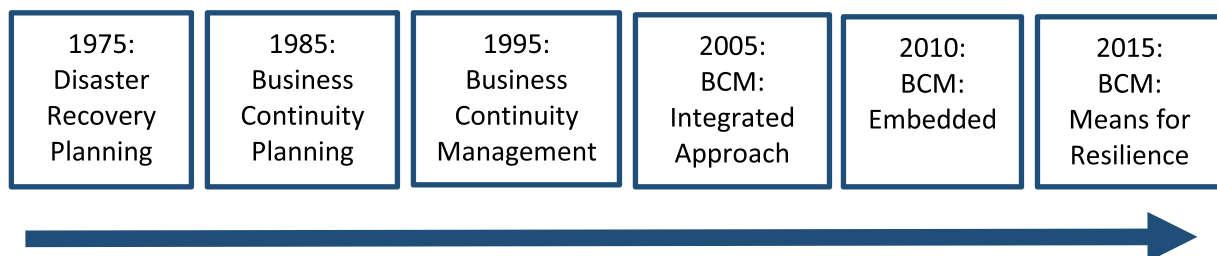 1975:
Disaster
Recovery
Planning
1985:
Business
Continuity
Planning
1995:
Business
Continuity
Management
2005:
BCM:
Integrated
Approach
2010:
BCM:
Embedded
2015:
BCM:
Means for
Resilience